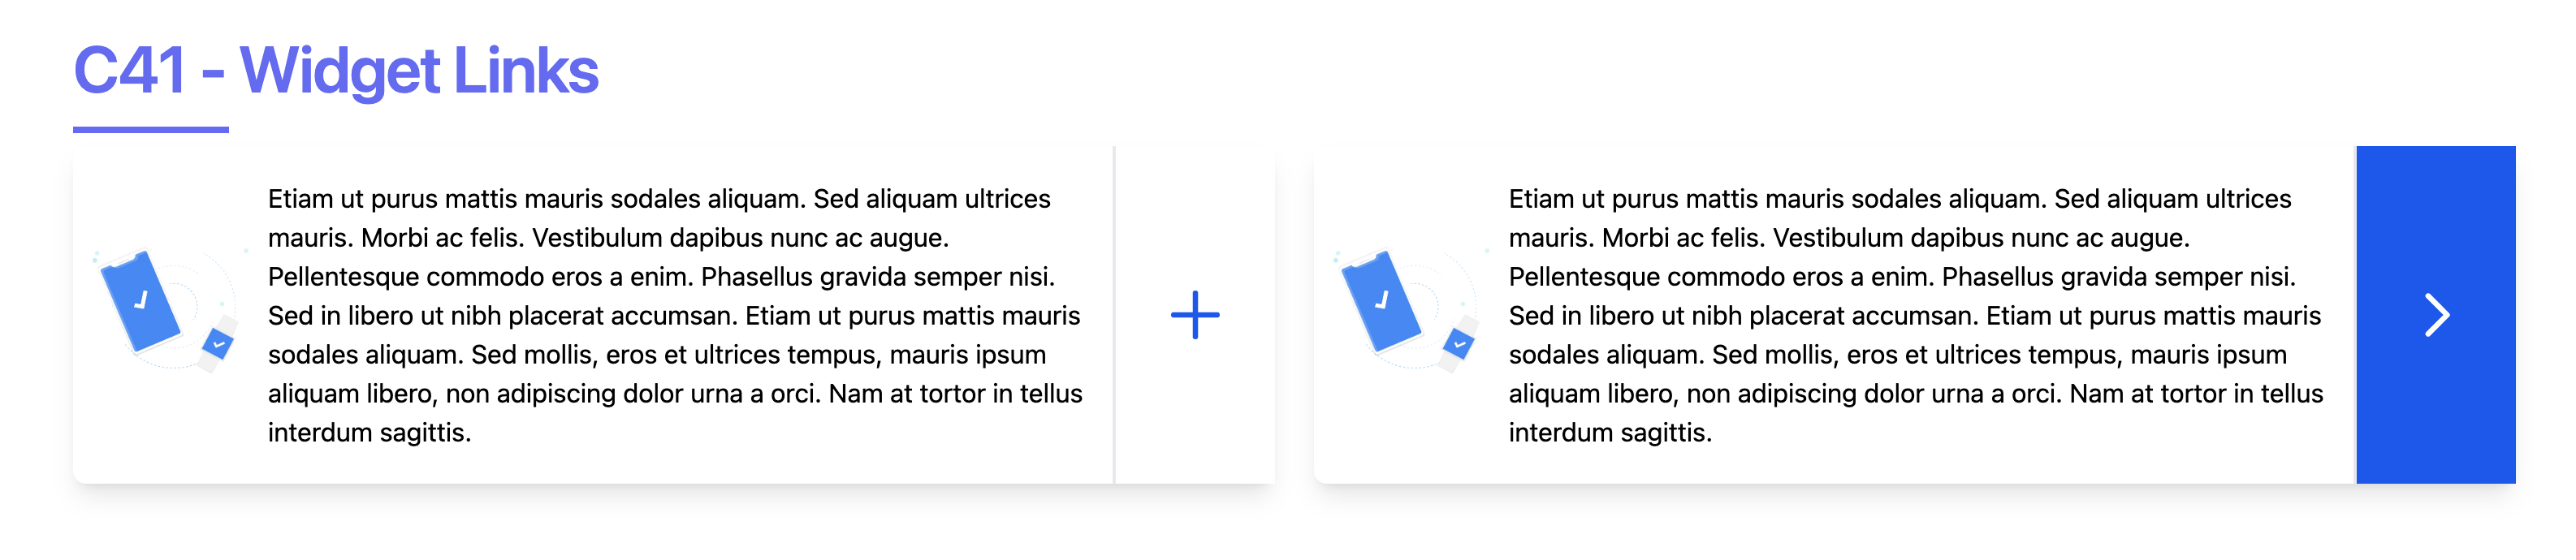 C41 - Widget Links
Etiam ut purus mattis mauris sodales aliquam. Sed aliquam ultrices
mauris. Morbi ac felis. Vestibulum dapibus nunc ac augue.
Pellentesque commodo eros a enim. Phasellus gravida semper nisi.
Sed in libero ut nibh placerat accumsan. Etiam ut purus mattis mauris
sodales aliquam. Sed mollis, eros et ultrices tempus, mauris ipsum
aliquam libero, non adipiscing dolor urna a orci. Nam at tortor in tellus
interdum sagittis.
Etiam ut purus mattis mauris sodales aliquam. Sed aliquam ultrices
mauris. Morbi ac felis. Vestibulum dapibus nunc ac augue.
Pellentesque commodo eros a enim. Phasellus gravida semper nisi.
Sed in libero ut nibh placerat accumsan. Etiam ut purus mattis mauris
sodales aliquam. Sed mollis, eros et ultrices tempus, mauris ipsum
aliquam libero, non adipiscing dolor urna a orci. Nam at tortor in tellus
interdum sagittis.